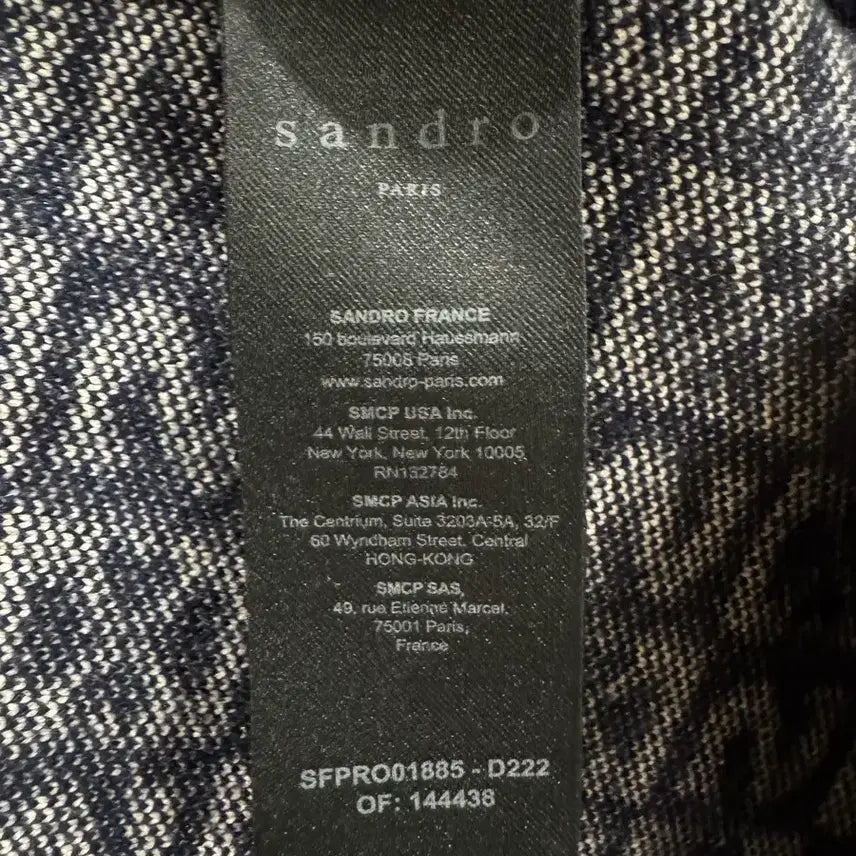 sandro
PARIS
SANDRO FRANCE
150 boulevard Haussmann
75008 Paris
www.sandro-paris.com
SMCP USA Inc.
44 Wall Street, 12th Floor
New York, New York 10005
RN132784
SMCP ASIA Inc.
The Centrium, Suite 3203A-5A, 32/F
60 Wyndham Street, Central
HONG-KONG
SMCP SAS,
49, rue Etienne Marcel,
75001 Paris,
France
SFPRO01885 - D222
OF: 144438